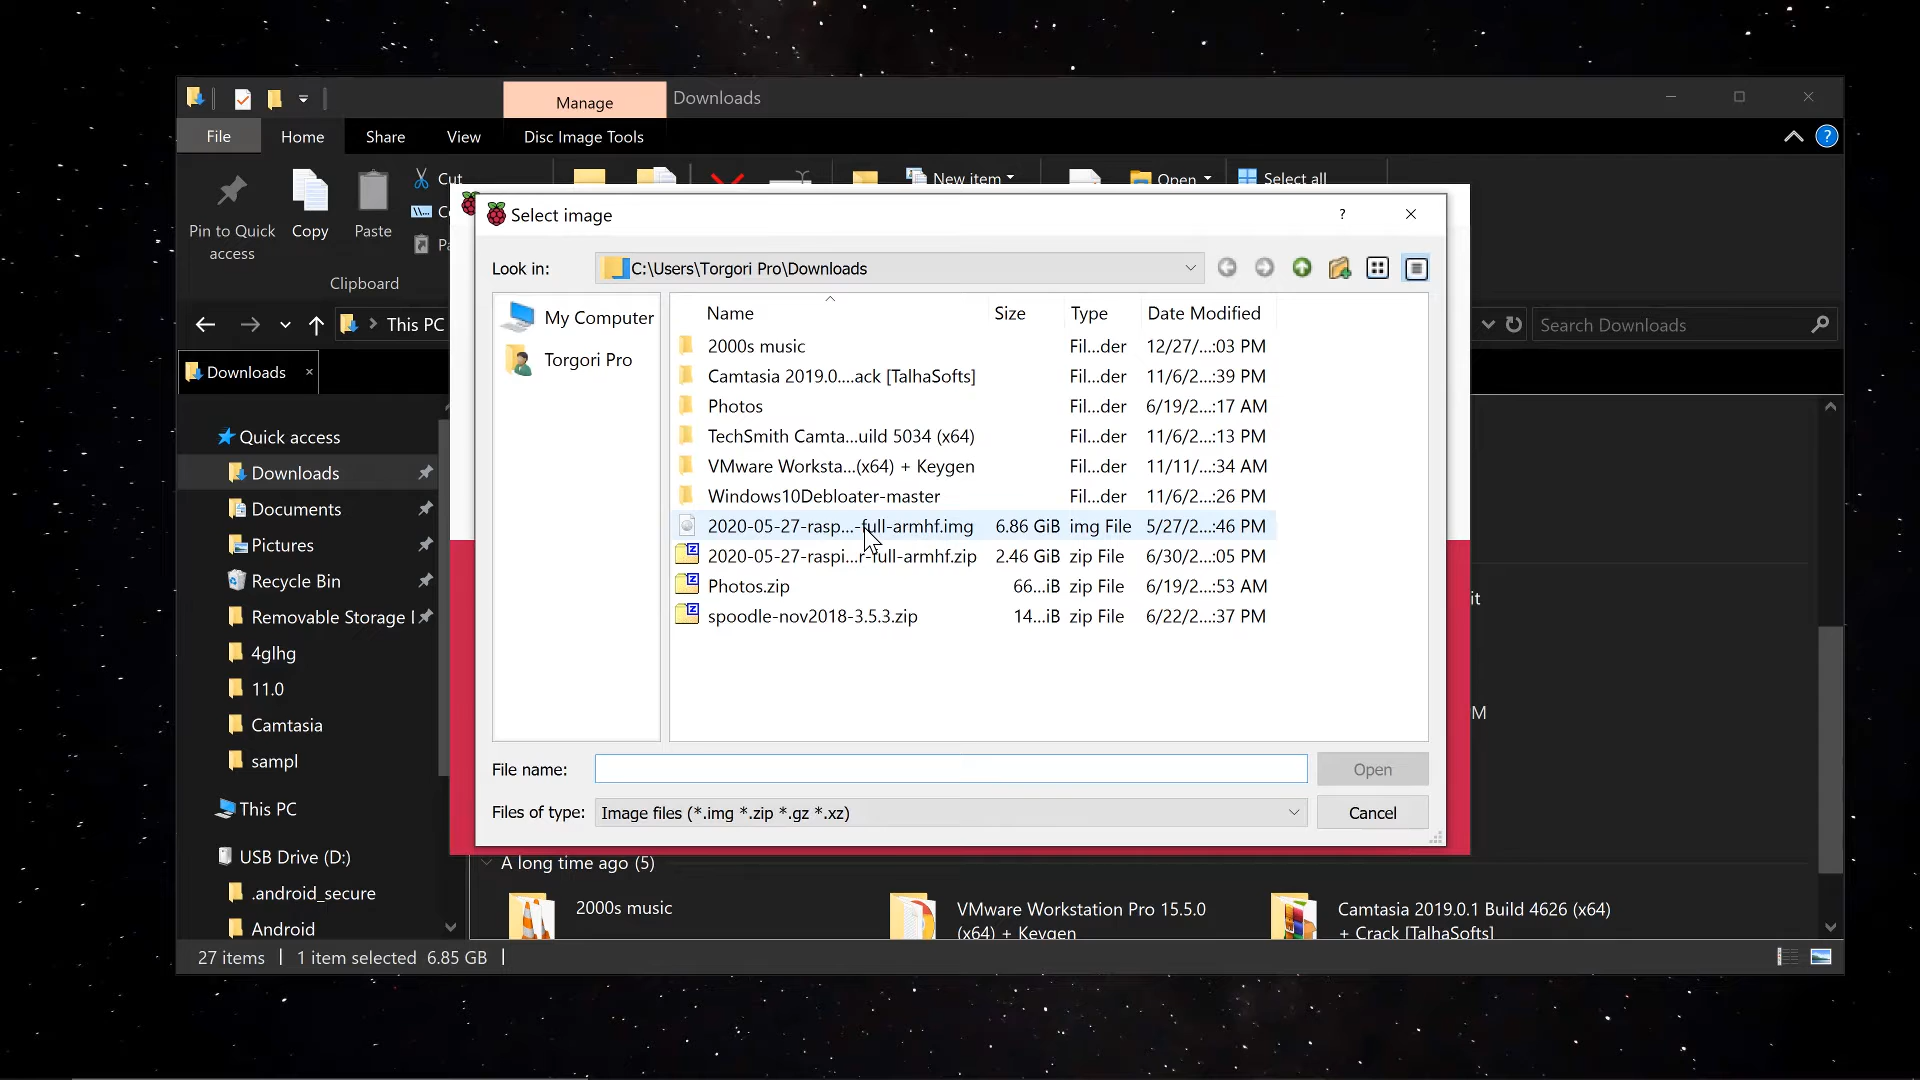 Manage
Downloads
File
Home
Share
View
Disc Image Tools
?
Pin to Quick
access
Copy
Paste
Cut
Clipboard
New item
Open
Select all
This PC
Search Downloads
Downloads
Quick access
Downloads
Documents
Pictures
Recycle Bin
Removable Storage
4glhg
11.0
Camtasia
sampl
This PC
USB Drive (D:)
.android_secure
Android
27 items
1 item selected 6.85 GB
Select image
?
Look in:
C:\Users\Torgori Pro\Downloads
My Computer
Torgori Pro
Name Size Type Date Modified
2000s music Fil...der 12/27/...:03 PM
Camtasia 2019.0....ack [TalhaSofts] Fil...der 11/6/2...:39 PM
Photos Fil...der 6/19/2...:17 AM
TechSmith Camta...uild 5034 (x64) Fil...der 11/6/2...:13 PM
VMware Worksta...(x64) + Keygen Fil...der 11/11/...:34 AM
Windows10Debloater-master Fil...der 11/6/2...:26 PM
2020-05-27-rasp...-full-armhf.img 6.86 GiB img File 5/27/2...:46 PM
2020-05-27-raspi...r-full-armhf.zip 2.46 GiB zip File 6/30/2...:05 PM
Photos.zip 66...iB zip File 6/19/2...:53 AM
spoodle-nov2018-3.5.3.zip 14...iB zip File 6/22/2...:37 PM
File name:
Open
Files of type:
Image files (*.img *.zip *.gz *.xz)
Cancel
it
M
A long time ago (5)
2000s music
VMware Workstation Pro 15.5.0
(x64) + Keygen
Camtasia 2019.0.1 Build 4626 (x64)
+ Crack [TalhaSofts]